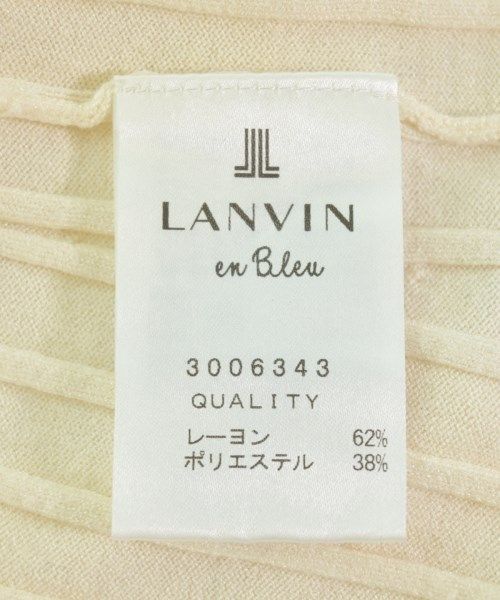 LANVIN
en Bleu
3006343
QUALITY
レーヨン 62%
ポリエステル 38%